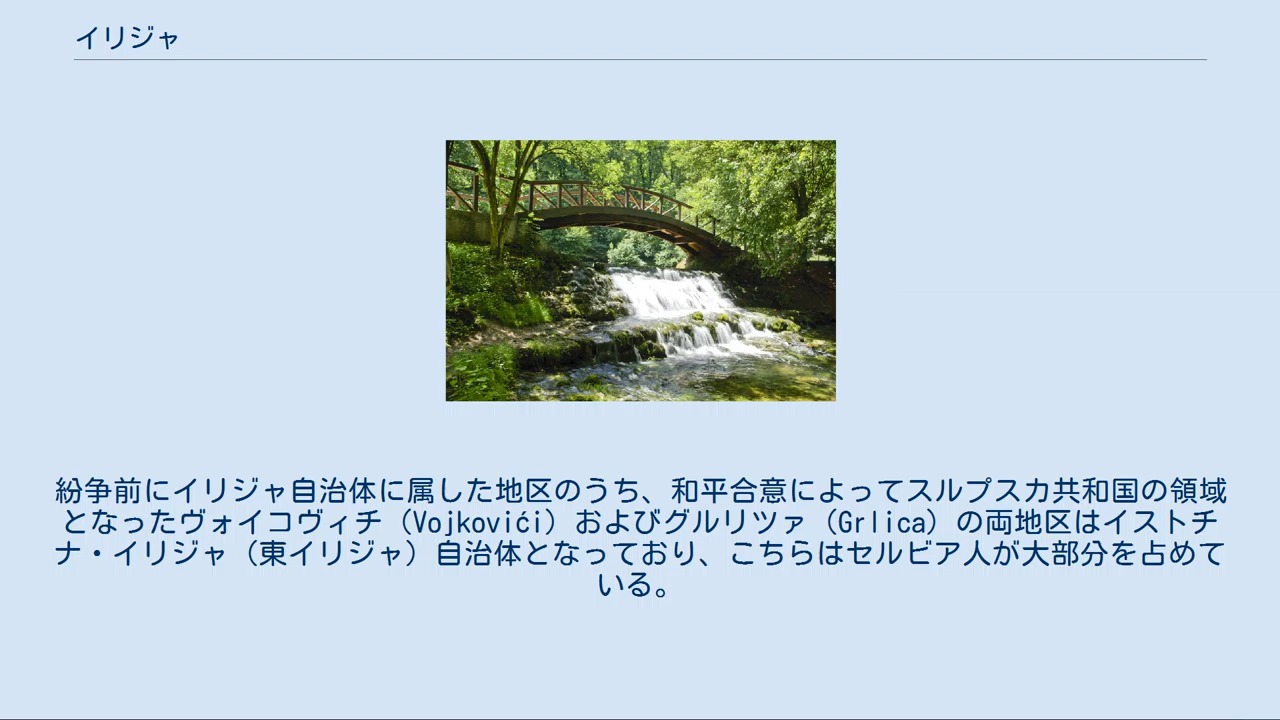 イリジャ
紛争前にイリジャ自治体に属した地区のうち、和平合意によってスルプスカ共和国の領域
となったヴォイコヴィチ（Vojkovići）およびグルリツァ（Grlica）の両地区はイストチ
ナ・イリジャ（東イリジャ）自治体となっており、こちらはセルビア人が大部分を占めて
いる。